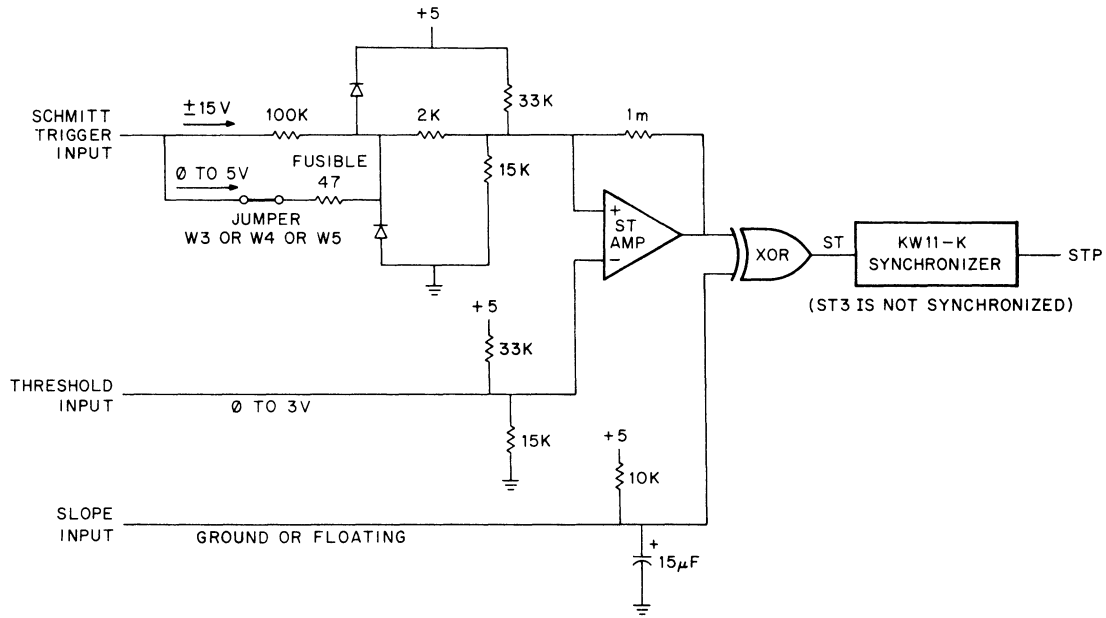 +5
SCHMITT
TRIGGER
INPUT
±15V
100K
2K
33K
1m
Ø TO 5V
FUSIBLE
47
JUMPER
W3 OR W4 OR W5
15K
+
ST
AMP
−
XOR
ST
KW11-K
SYNCHRONIZER
STP
(ST3 IS NOT SYNCHRONIZED)
+5
33K
THRESHOLD
INPUT
Ø TO 3V
15K
+5
10K
SLOPE
INPUT
GROUND OR FLOATING
+
15µF